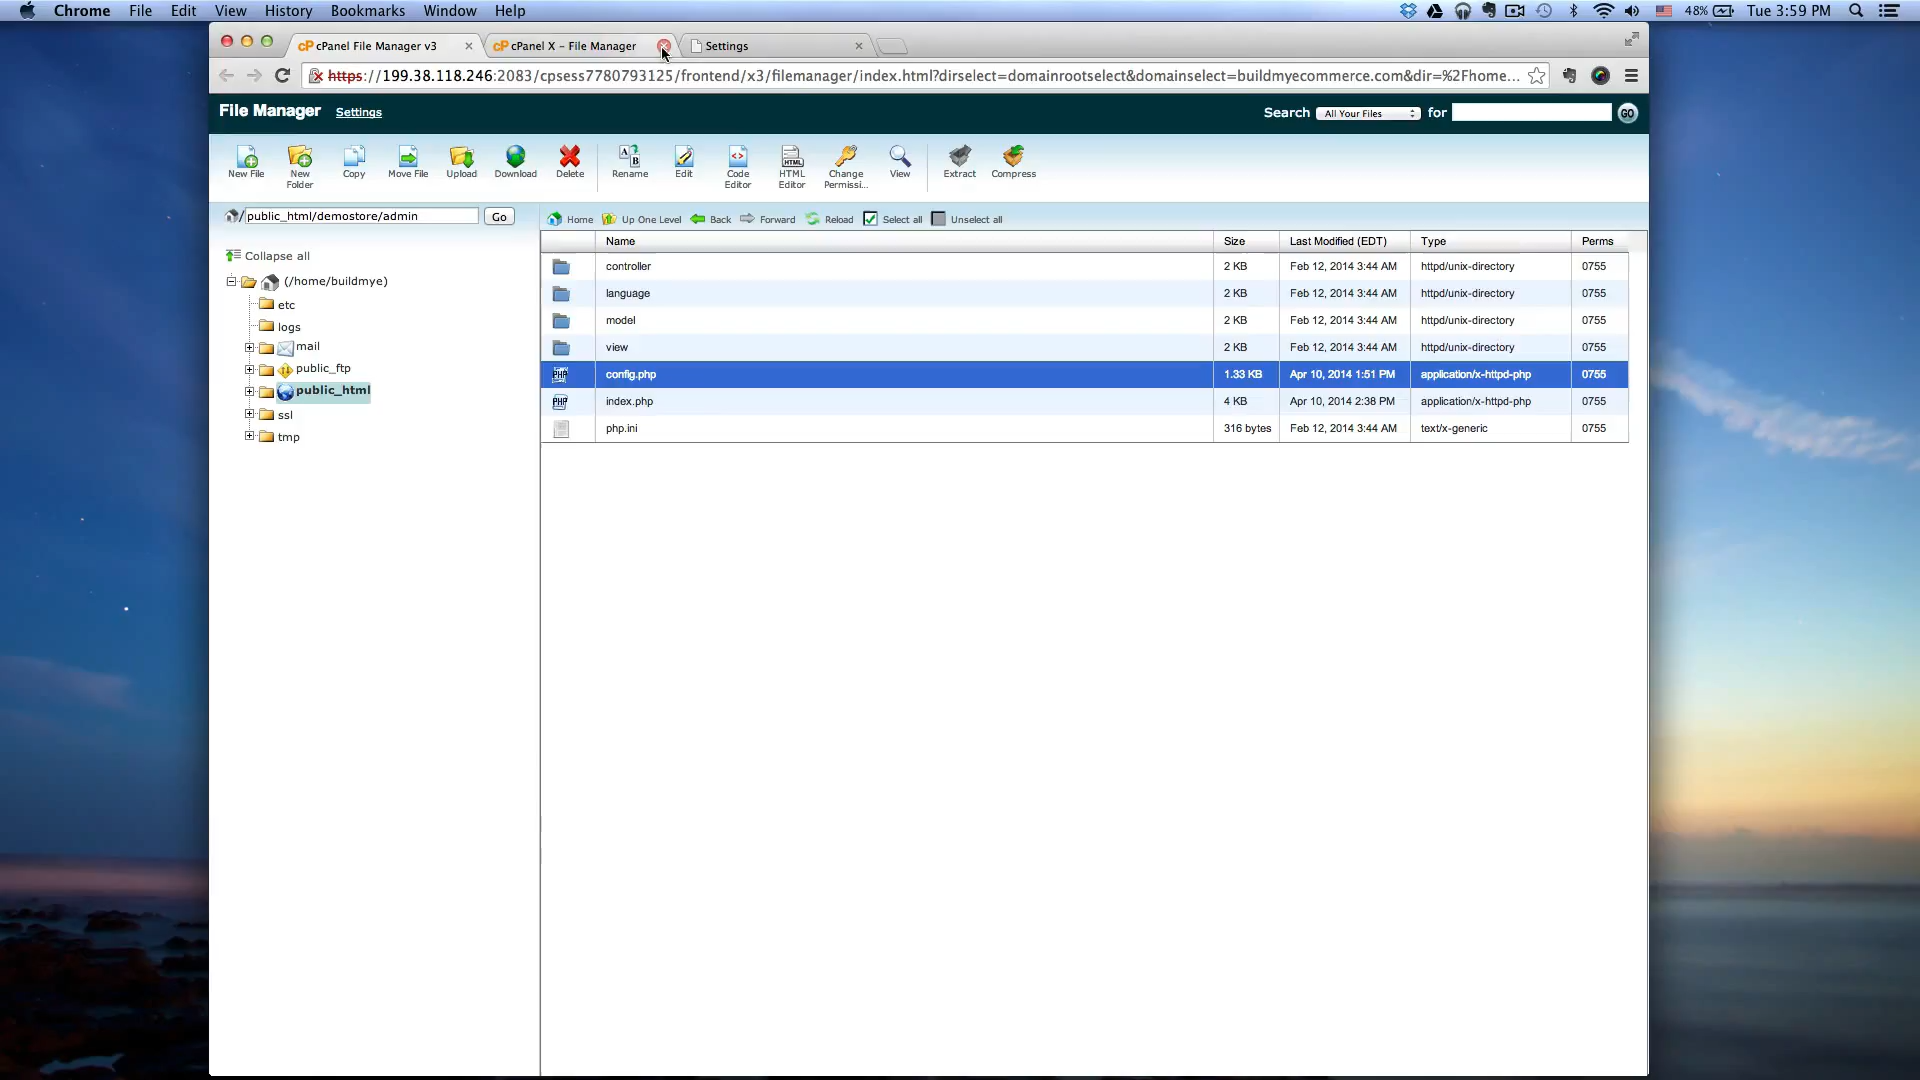 Chrome File Edit View History Bookmarks Window Help 48% Tue 3:59 PM
cP cPanel File Manager v3 cP cPanel X – File Manager Settings
https://199.38.118.246:2083/cpsess7780793125/frontend/x3/filemanager/index.html?dirselect=domainrootselect&domainselect=buildmyecommerce.com&dir=%2Fhome...
File Manager Settings Search All Your Files for GO
New File New Folder Copy Move File Upload Download Delete Rename Edit Code Editor HTML Editor Change Permissi... View Extract Compress
/ public_html/demostore/admin Go Home Up One Level Back Forward Reload Select all Unselect all
Name Size Last Modified (EDT) Type Perms
Collapse all
(/home/buildmye)
etc
logs
mail
public_ftp
public_html
ssl
tmp
controller 2 KB Feb 12, 2014 3:44 AM httpd/unix-directory 0755
language 2 KB Feb 12, 2014 3:44 AM httpd/unix-directory 0755
model 2 KB Feb 12, 2014 3:44 AM httpd/unix-directory 0755
view 2 KB Feb 12, 2014 3:44 AM httpd/unix-directory 0755
PHP config.php 1.33 KB Apr 10, 2014 1:51 PM application/x-httpd-php 0755
PHP index.php 4 KB Apr 10, 2014 2:38 PM application/x-httpd-php 0755
php.ini 316 bytes Feb 12, 2014 3:44 AM text/x-generic 0755